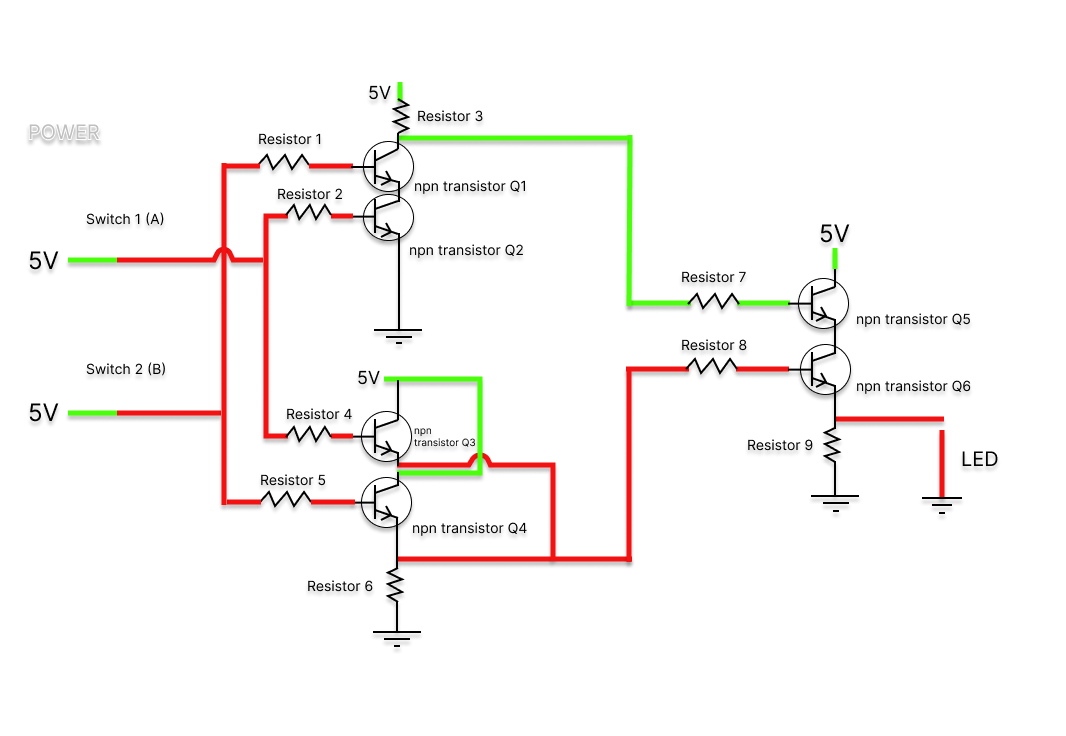 5V
Resistor 3
POWER
Resistor 1
npn transistor Q1
Resistor 2
Switch 1 (A)
5V
npn transistor Q2
5V
Resistor 7
npn transistor Q5
Resistor 8
Switch 2 (B)
5V
npn transistor Q6
5V
Resistor 4
npn
transistor Q3
Resistor 9
LED
Resistor 5
npn transistor Q4
Resistor 6